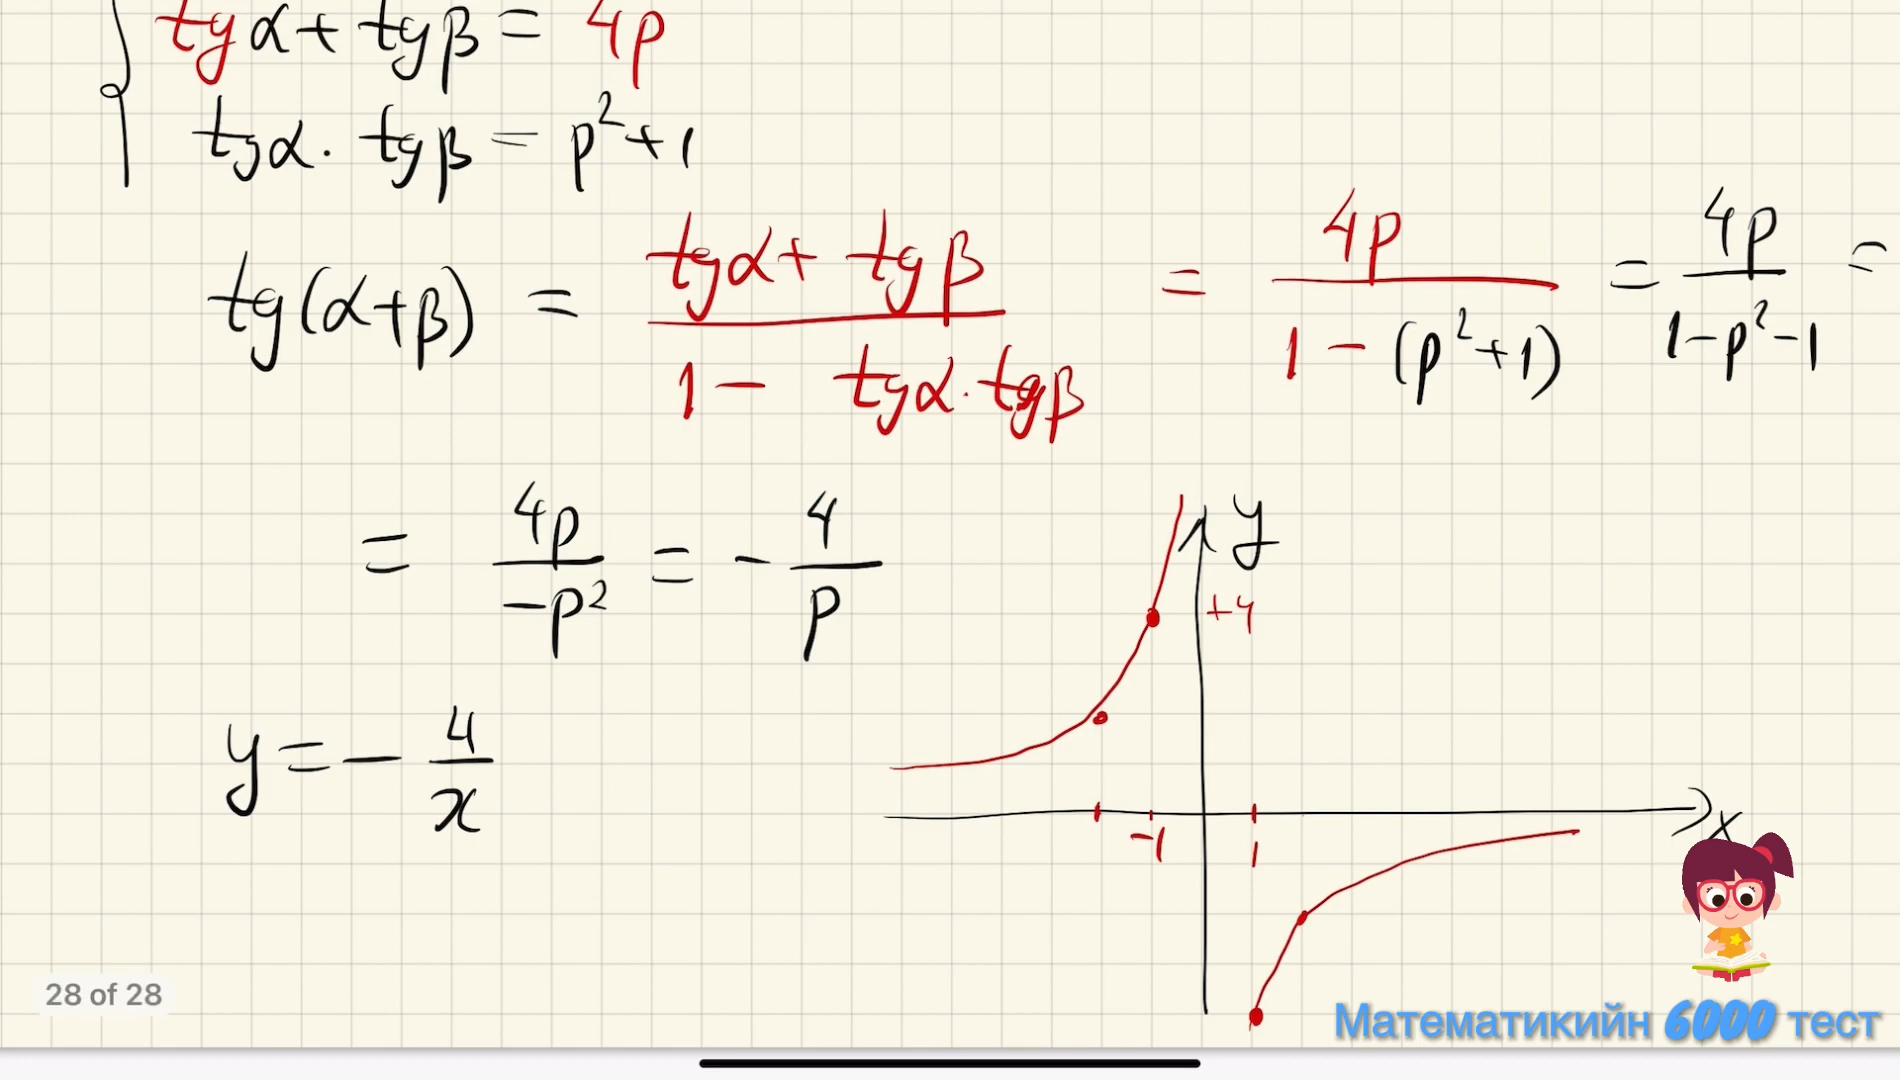 tgα + tgβ = 4p
tgα · tgβ = p²+1
tg(α+β) = (tgα + tgβ)/(1 − tgα · tgβ) = 4p/(1 − (p²+1)) = 4p/(1−p²−1) =
= 4p/−p² = − 4/p
y
+4
y = − 4/x
x
−1
1
28 of 28
Математикийн 6000 тест